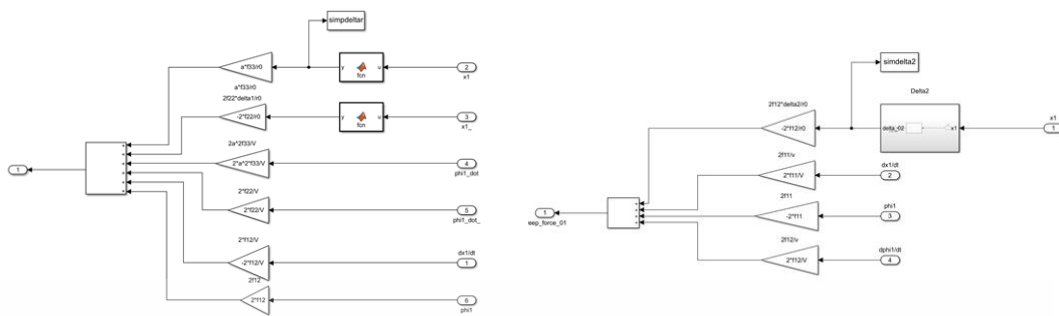 simpdeltar
a*f33/r0
y
fcn
u
2
x1
a*f33/r0
2f22*delta1/r0
-2*f22/r0
y
fcn
u
3
x1_
2a^2f33/V
2*a^2*f33/V
4
phi1_dot
1
2*f22/V
2*f22/V
5
phi1_dot_
2*f12/V
-2*f12/V
dx1/dt
1
2f12
2*f12
6
phi1
simdelta2
Delta2
2f12*delta2/r0
-2*f12/r0
delta_02
x1
x1
1
2f11/v
2*f11/V
dx1/dt
2
2f11
-2*f11
phi1
3
1
eep_force_01
2f12/v
2*f12/V
dphi1/dt
4